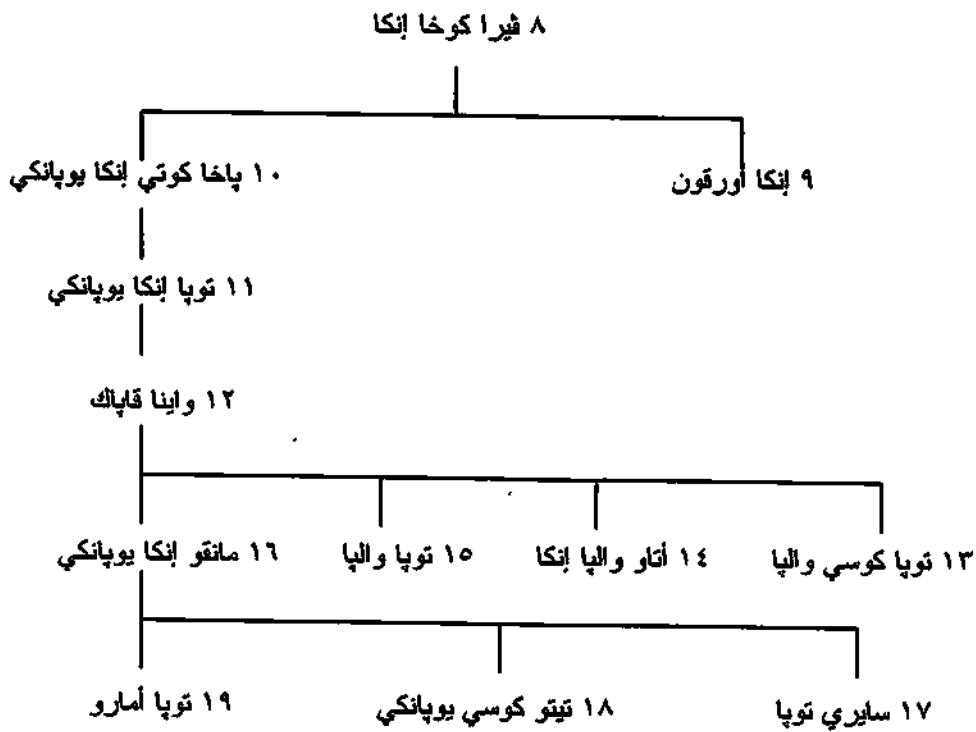 ٨ ڤيرا كوخا إنكا
٩ إنكا أورقون
١٠ پاخا كوتي إنكا يوپانكي
١١ توپا إنكا يوپانكي
١٢ واينا قاپاك
١٣ توپا كوسي والپا
١٤ أتاو والپا إنكا
١٥ توپا والپا
١٦ مانقو إنكا يوپانكي
١٧ سايري توپا
١٨ تيتو كوسي يوپانكي
١٩ توپا أمارو